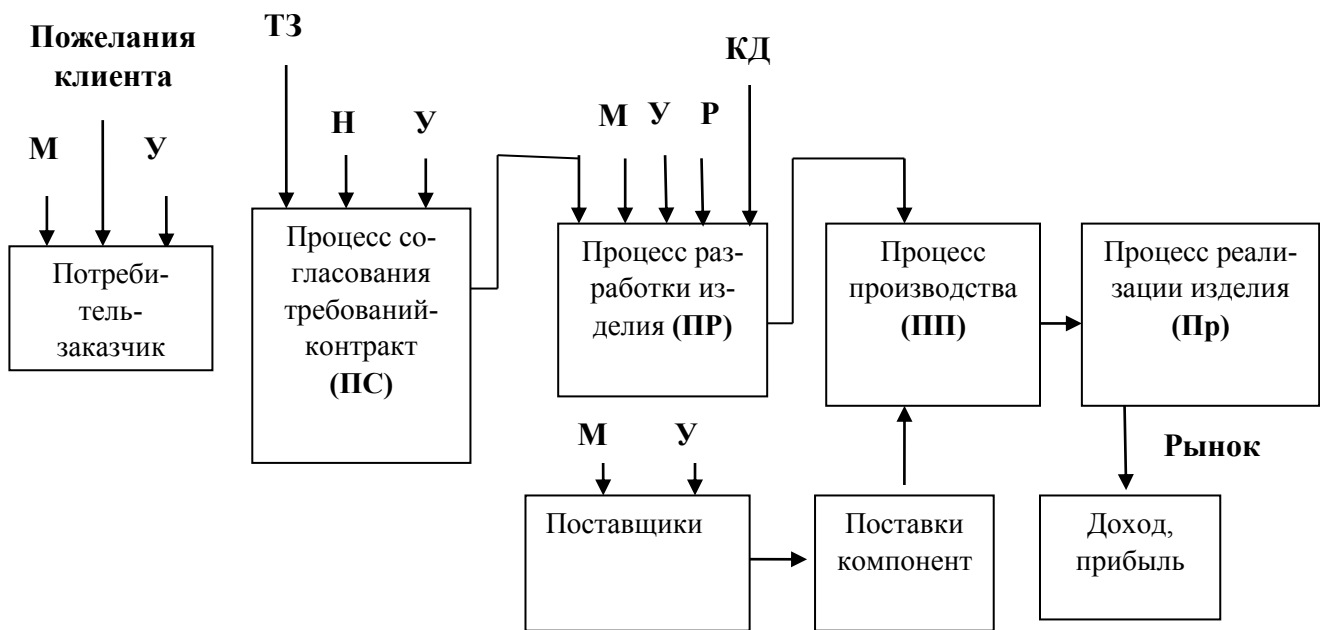 Пожелания
клиента
ТЗ
КД
М
У
Н
У
М
У
Р
Потреби-
тель-
заказчик
Процесс со-
гласования
требований-
контракт
(ПС)
Процесс раз-
работки из-
делия (ПР)
Процесс
производства
(ПП)
Процесс реали-
зации изделия
(Пр)
М
У
Рынок
Поставщики
Поставки
компонент
Доход,
прибыль